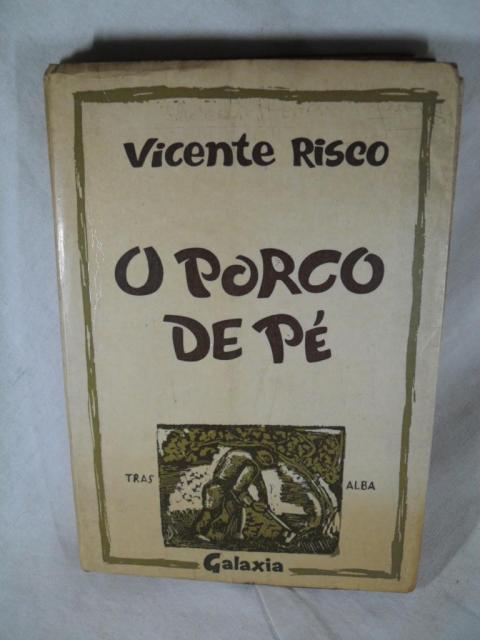 Vicente Risco
O PORCO
DE PÉ
TRAS ALBA
Galaxia